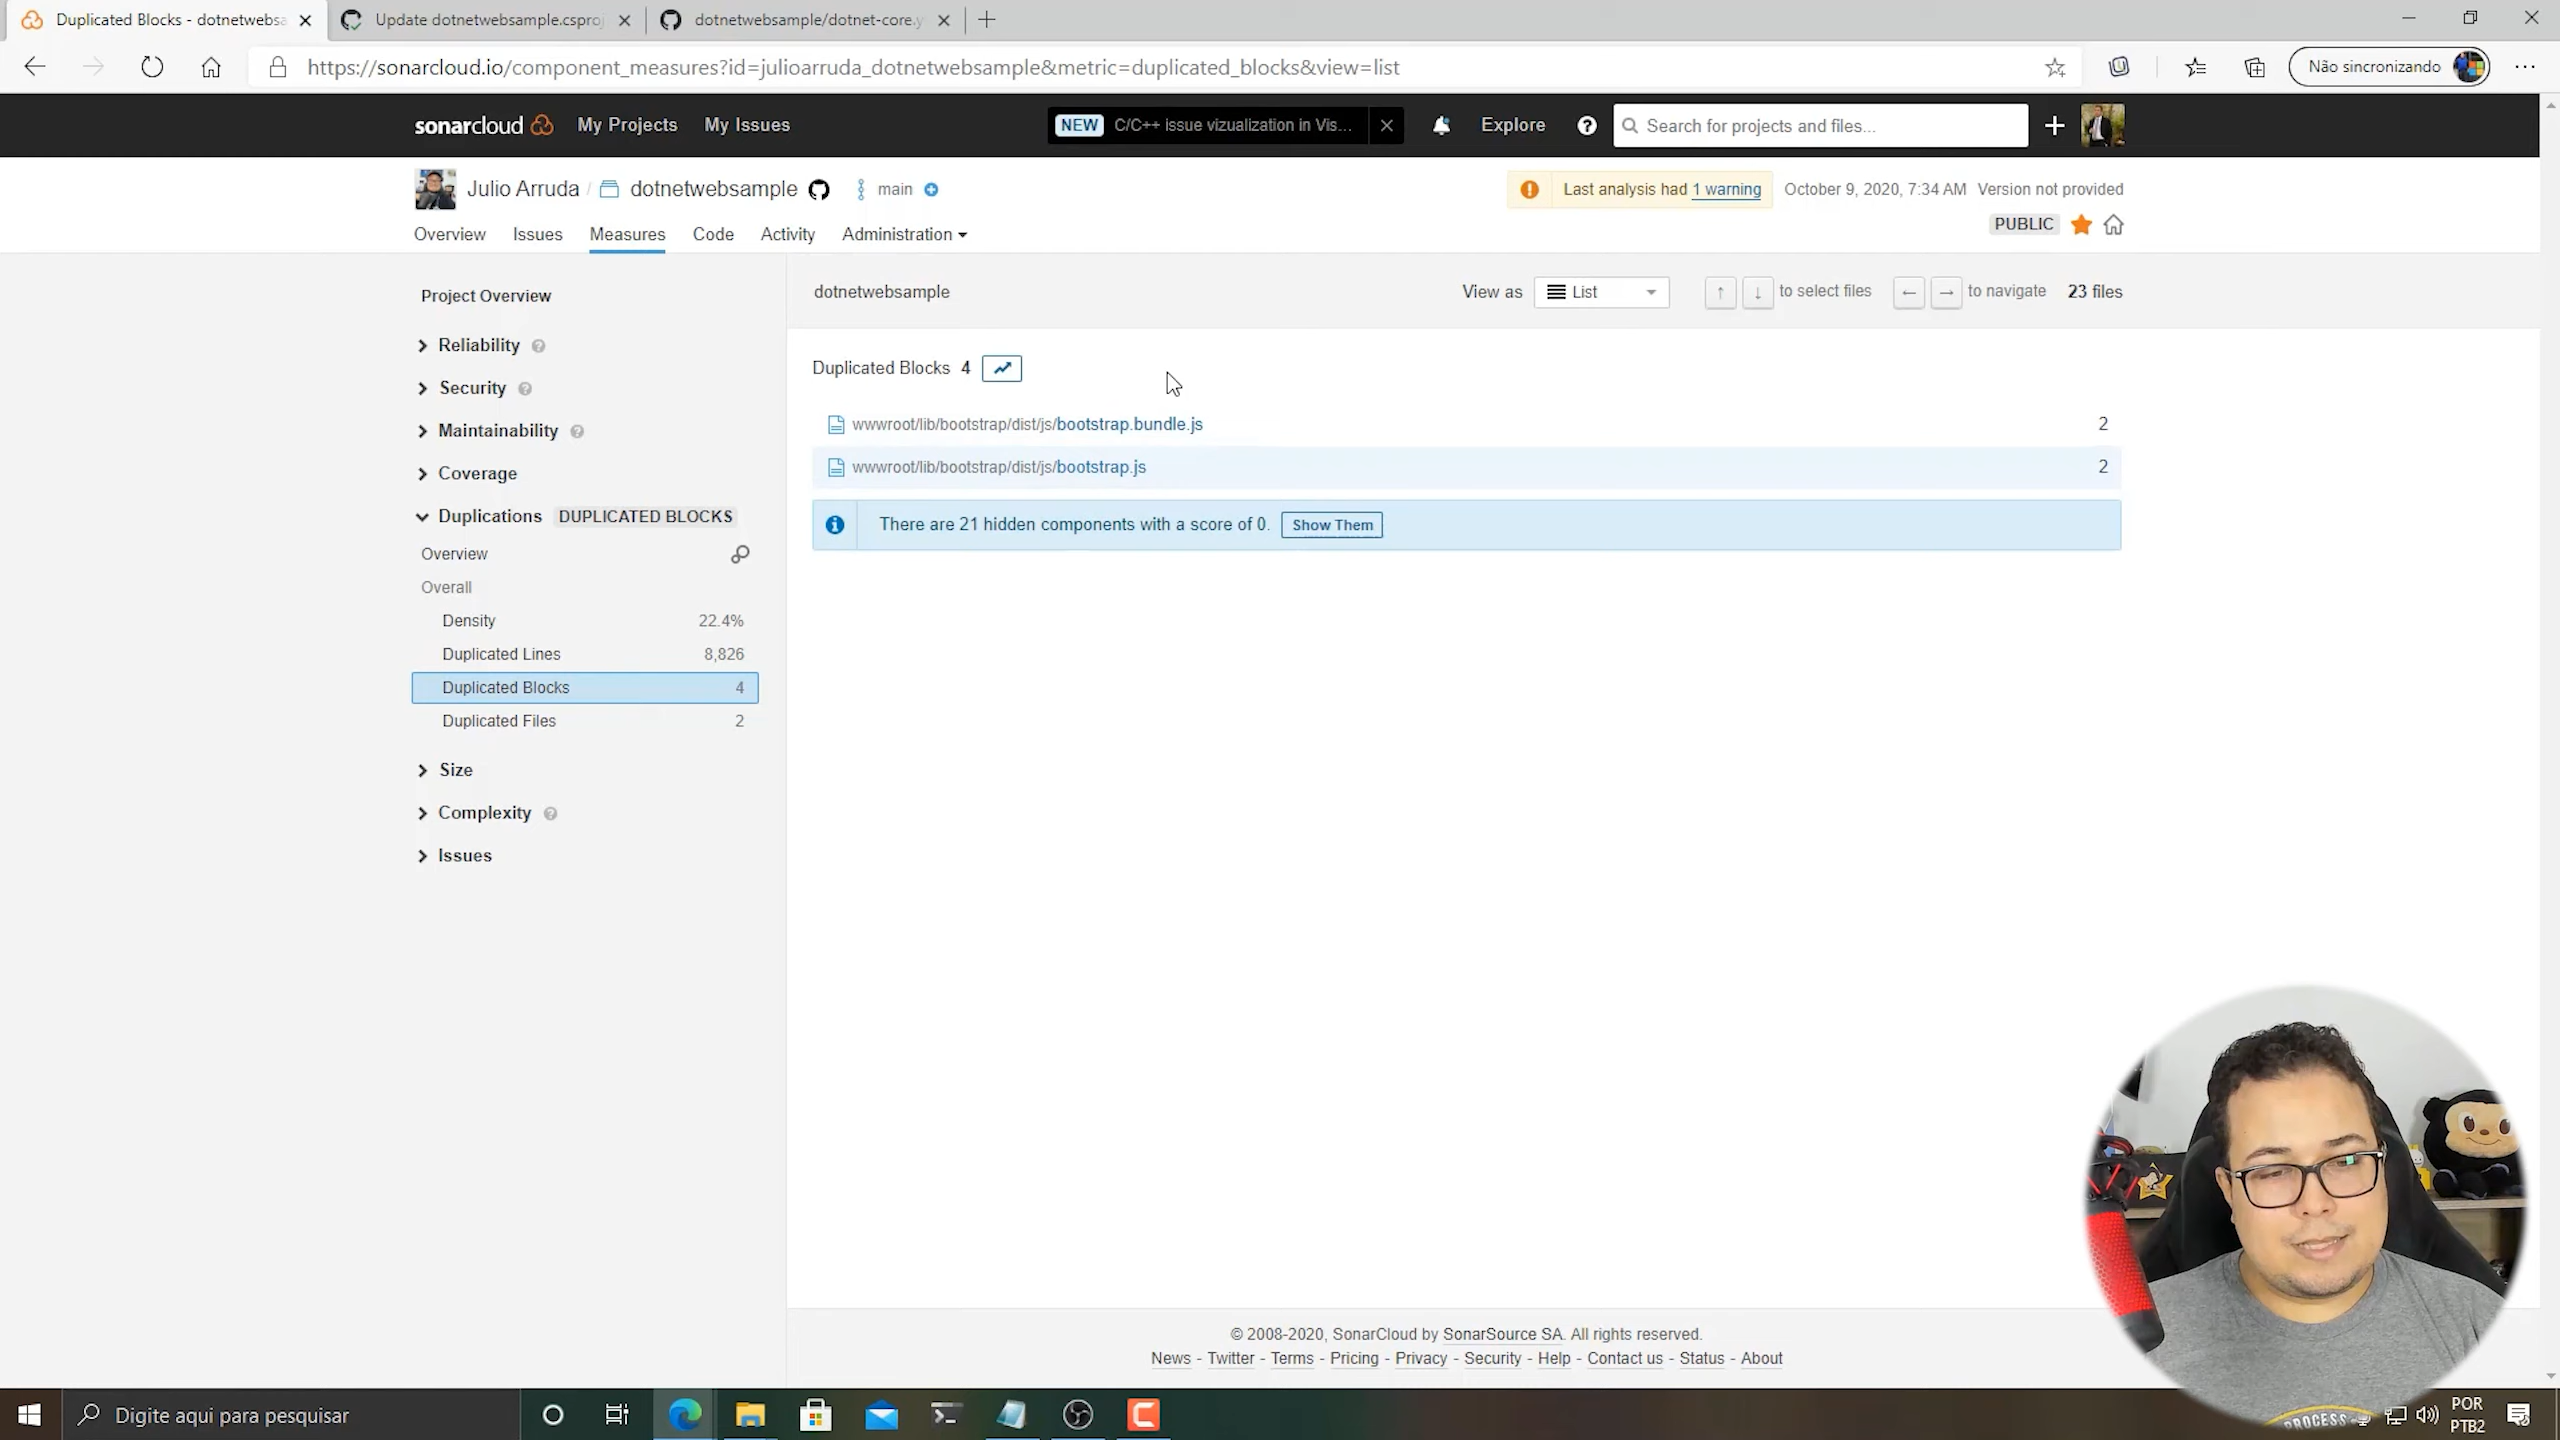 Duplicated Blocks - dotnetwebsa
Update dotnetwebsample.csproj
dotnetwebsample/dotnet-core.y
https://sonarcloud.io/component_measures?id=julioarruda_dotnetwebsample&metric=duplicated_blocks&view=list
Não sincronizando
sonarcloud
My Projects
My Issues
NEW C/C++ issue vizualization in Vis...
Explore
Search for projects and files...
Julio Arruda / dotnetwebsample
main
Last analysis had 1 warning
October 9, 2020, 7:34 AM Version not provided
PUBLIC
Overview
Issues
Measures
Code
Activity
Administration
Project Overview
Reliability
Security
Maintainability
Coverage
Duplications DUPLICATED BLOCKS
Overview
Overall
Density 22.4%
Duplicated Lines 8,826
Duplicated Blocks 4
Duplicated Files 2
Size
Complexity
Issues
dotnetwebsample
View as List
↑ ↓ to select files ← → to navigate 23 files
Duplicated Blocks 4
wwwroot/lib/bootstrap/dist/js/bootstrap.bundle.js 2
wwwroot/lib/bootstrap/dist/js/bootstrap.js 2
There are 21 hidden components with a score of 0. Show Them
© 2008-2020, SonarCloud by SonarSource SA. All rights reserved.
News - Twitter - Terms - Pricing - Privacy - Security - Help - Contact us - Status - About
Digite aqui para pesquisar
PROCESS
POR
PTB2